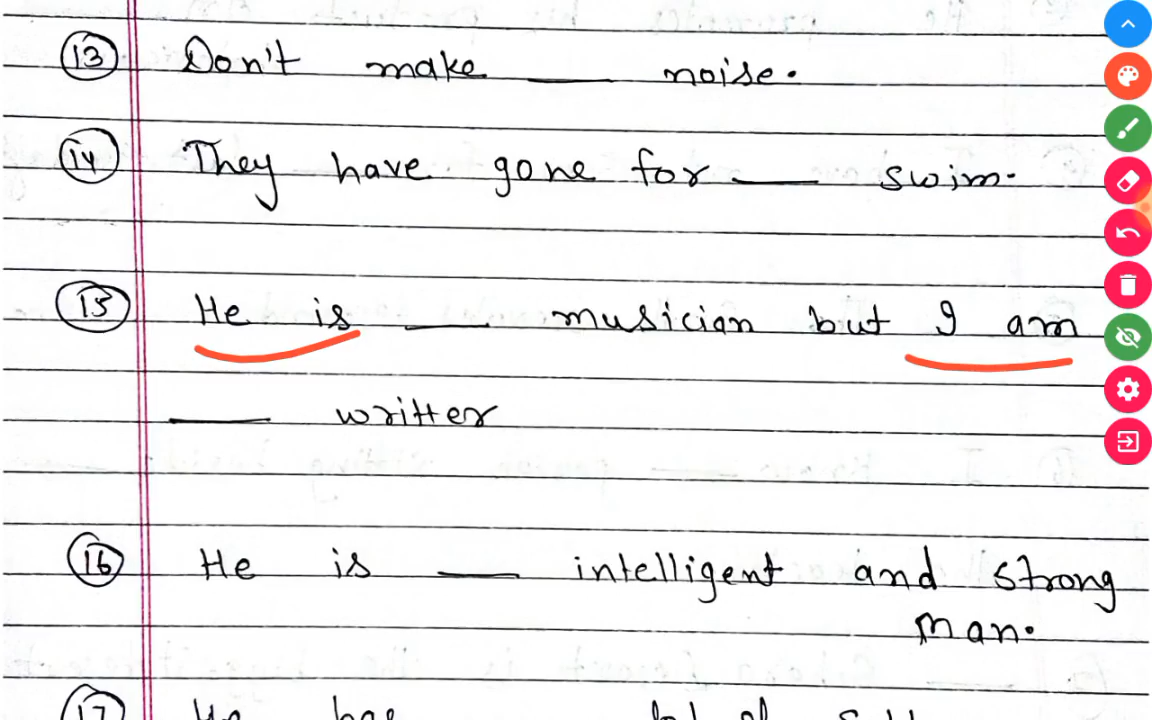 13 Don't make ___ noise.
14 They have gone for ___ swim.
15 He is ___ musician but I am
___ writter
16 He is ___ intelligent and strong
man.
17